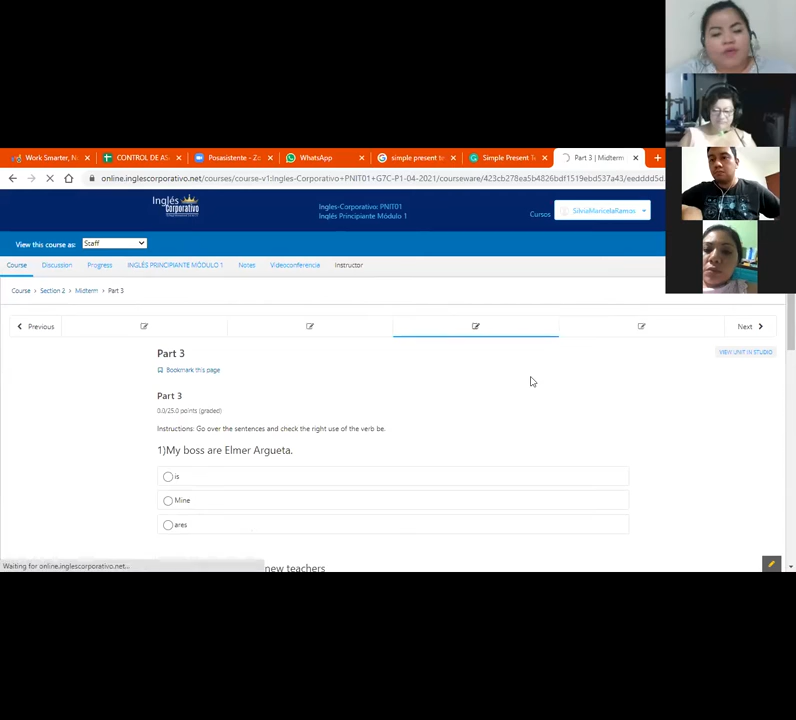 Work Smarter, N
CONTROL DE AS
Posasistente - Zo
WhatsApp
simple present te
Simple Present Te
Part 3 | Midterm
online.inglescorporativo.net/courses/course-v1:Ingles-Corporativo+PNIT01+G7C-P1-04-2021/courseware/423cb278ea5b4826bdf1519ebd537a43/eedddd5d
Inglés
Corporativo
Ingles-Corporativo: PNIT01
Inglés Principiante Módulo 1
Cursos
SilviaMaricelaRamos
View this course as:
Staff
Course
Discussion
Progress
INGLÉS PRINCIPIANTE MÓDULO 1
Notes
Videoconferencia
Instructor
Course > Section 2 > Midterm > Part 3
Previous
Next
Part 3
VIEW UNIT IN STUDIO
Bookmark this page
Part 3
0.0/25.0 points (graded)
Instructions: Go over the sentences and check the right use of the verb be.
1)My boss are Elmer Argueta.
is
Mine
ares
Waiting for online.inglescorporativo.net...
new teachers